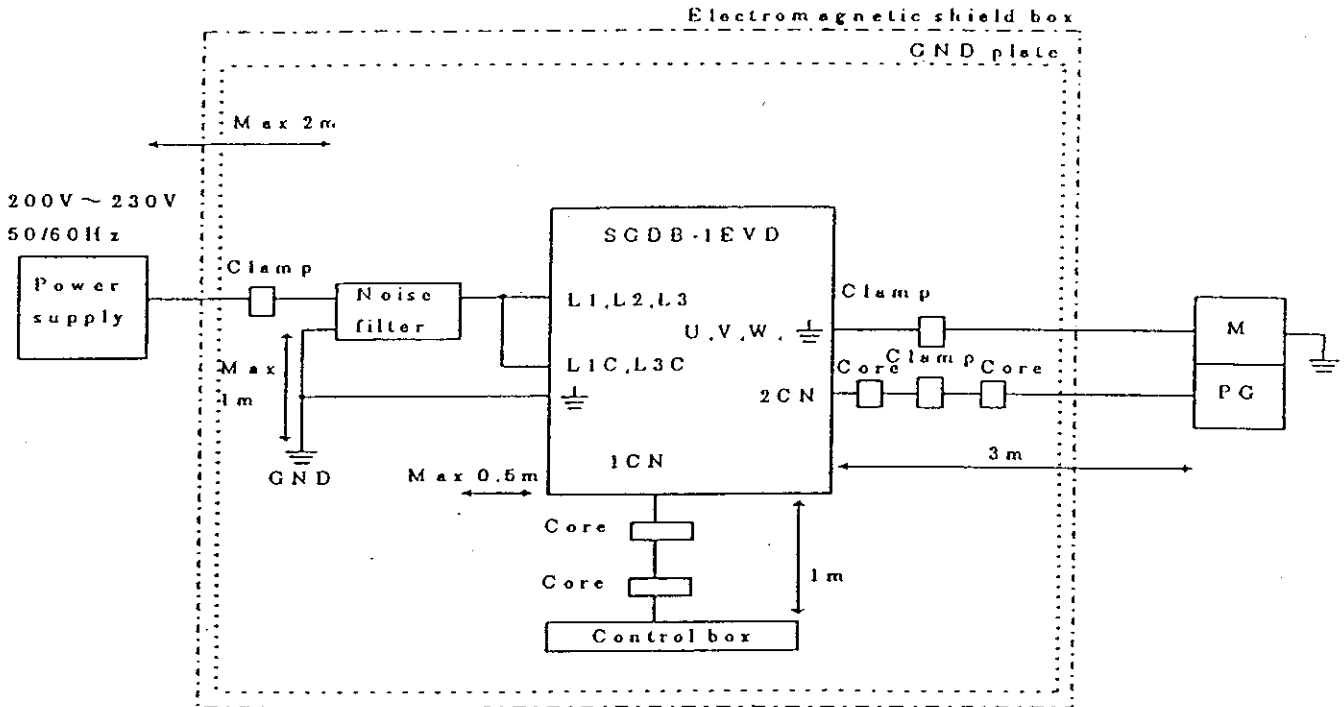 Electromagnetic shield box
GND plate
Max 2m
200V～230V
50/60Hz
Power
supply
Clamp
Noise
filter
Max
1m
GND
SGDB-1EVD
L1,L2,L3
U,V,W,
L1C,L3C
2CN
1CN
Max 0.5m
Clamp
Core
Clamp
Core
M
PG
3m
Core
Core
1m
Control box